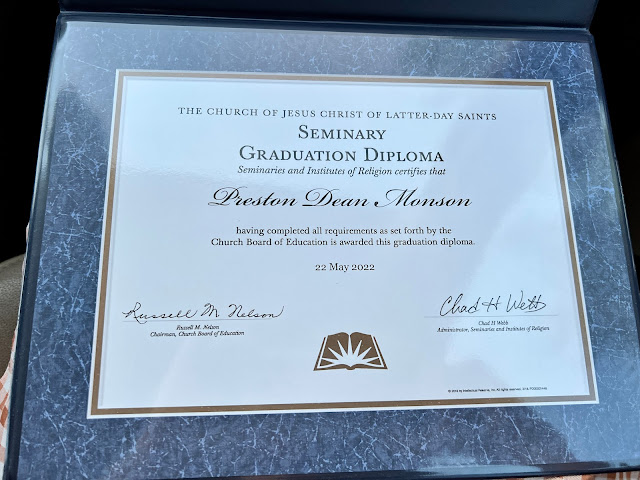 THE CHURCH OF JESUS CHRIST OF LATTER-DAY SAINTS
SEMINARY
GRADUATION DIPLOMA
Seminaries and Institutes of Religion certifies that
Preston Dean Monson
having completed all requirements as set forth by the
Church Board of Education is awarded this graduation diploma.
22 May 2022
Russell M. Nelson
Russell M. Nelson
Chairman, Church Board of Education
Chad H Webb
Chad H Webb
Administrator, Seminaries and Institutes of Religion